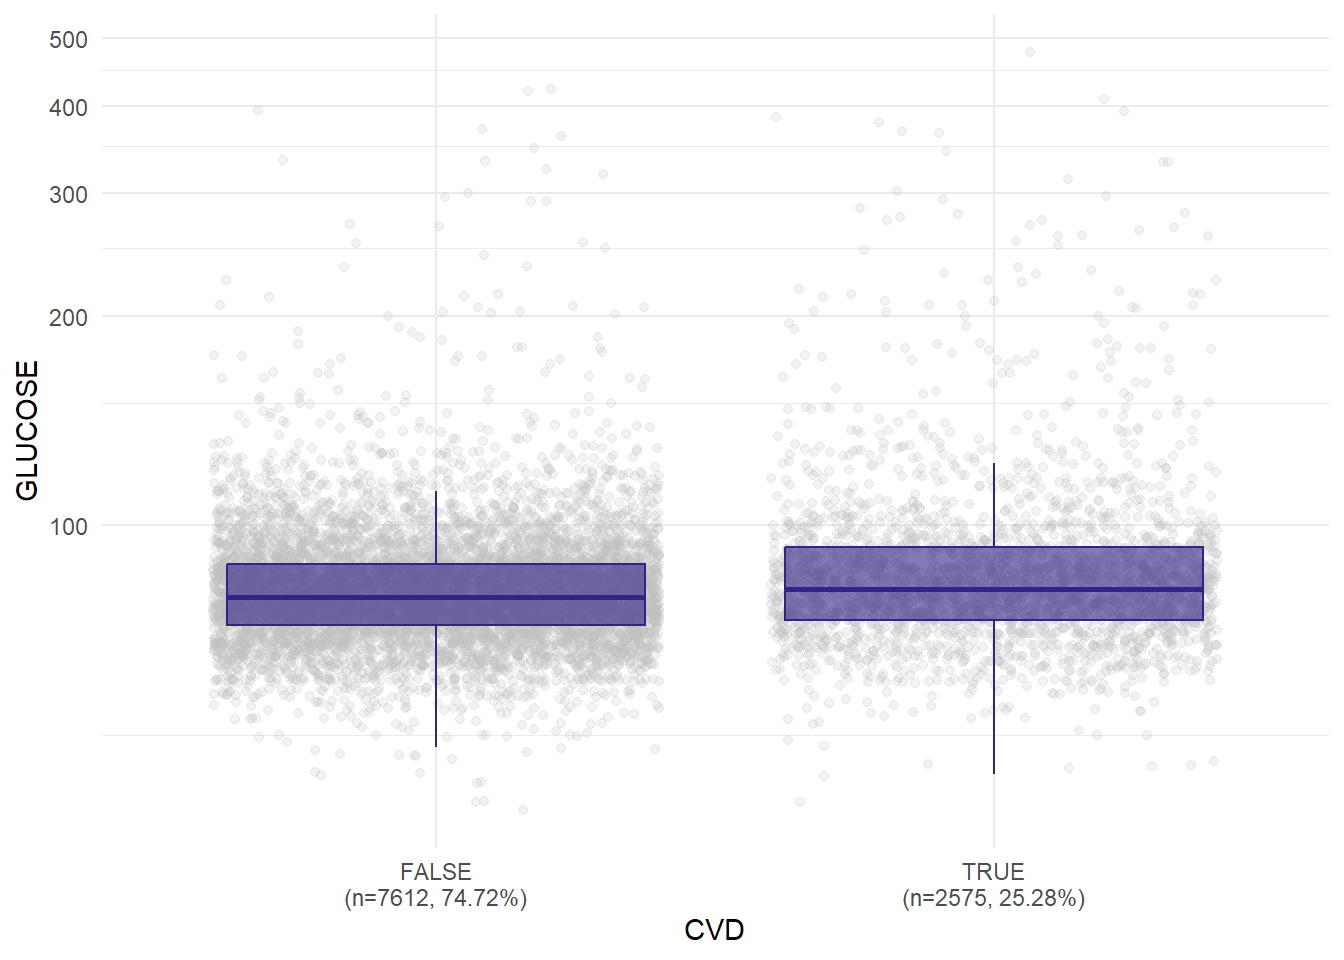 500
400
300
200
100
GLUCOSE
FALSE
(n=7612, 74.72%)
TRUE
(n=2575, 25.28%)
CVD